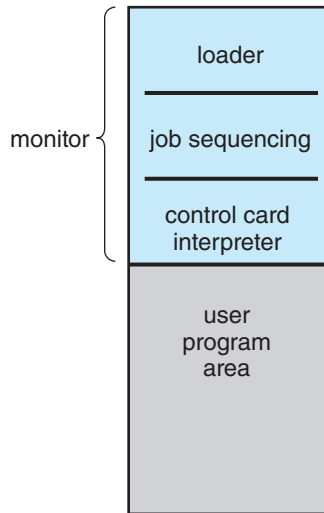 loader
monitor
job sequencing
control card
interpreter
user
program
area